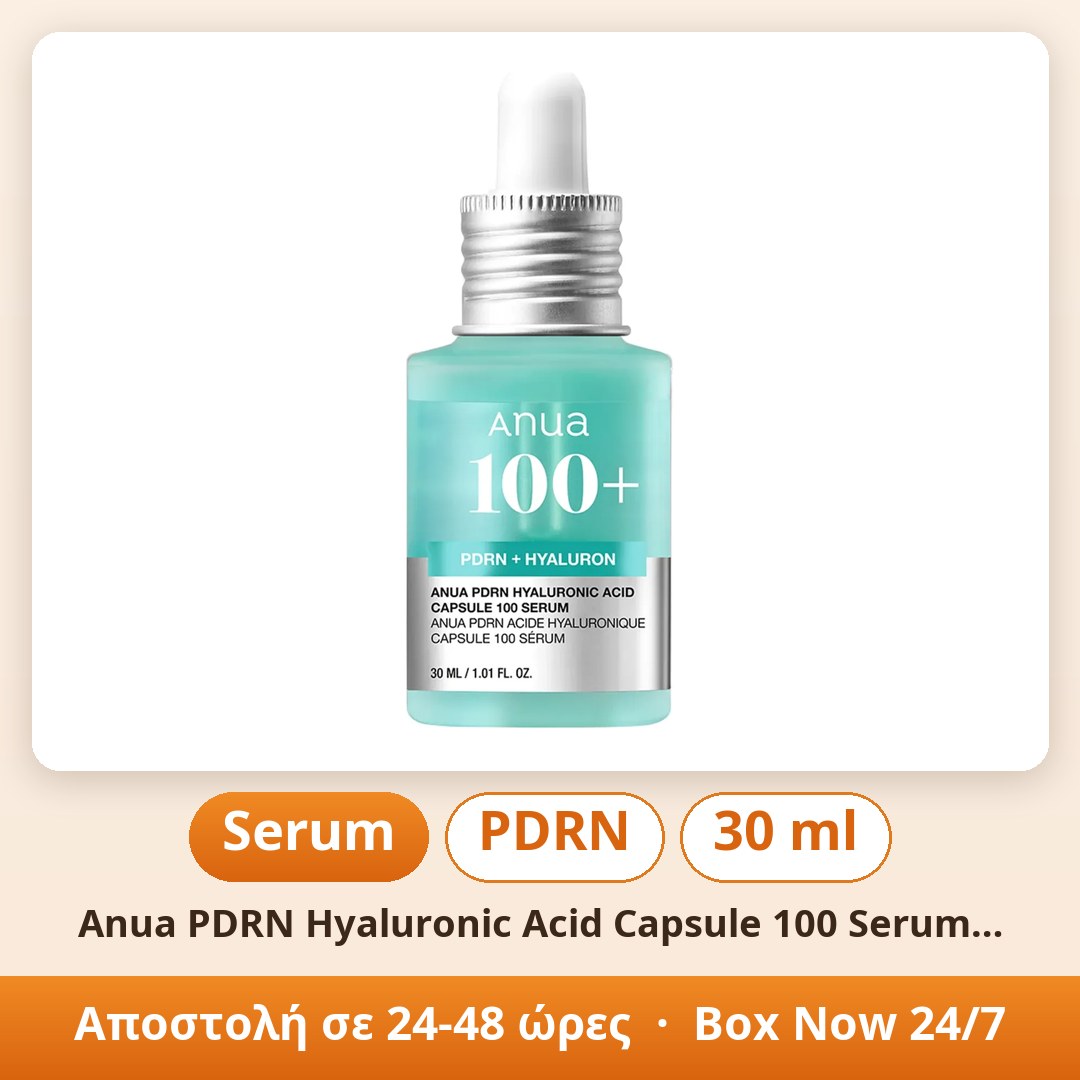 Anua
100+
PDRN + HYALURON
ANUA PDRN HYALURONIC ACID
CAPSULE 100 SERUM
ANUA PDRN ACIDE HYALURONIQUE
CAPSULE 100 SÉRUM
30 ML / 1.01 FL. OZ.
Serum PDRN 30 ml
Anua PDRN Hyaluronic Acid Capsule 100 Serum...
Αποστολή σε 24-48 ώρες · Box Now 24/7